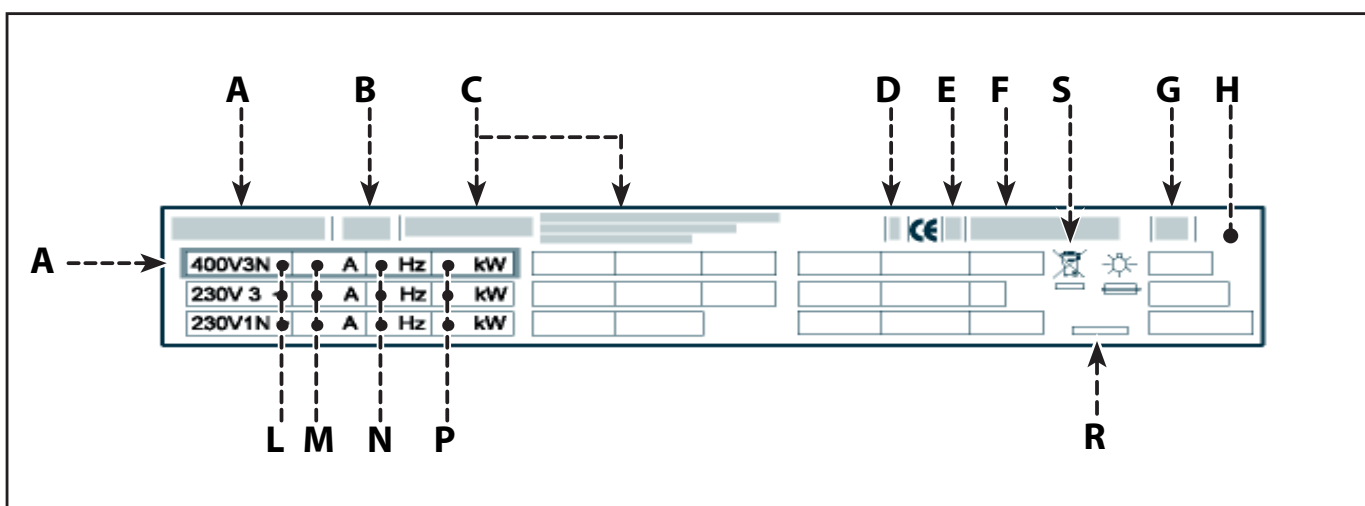 A B C D E F S G H
CE
A
400V3N A Hz kW
230V 3 A Hz kW
230V1N A Hz kW
L M N P R